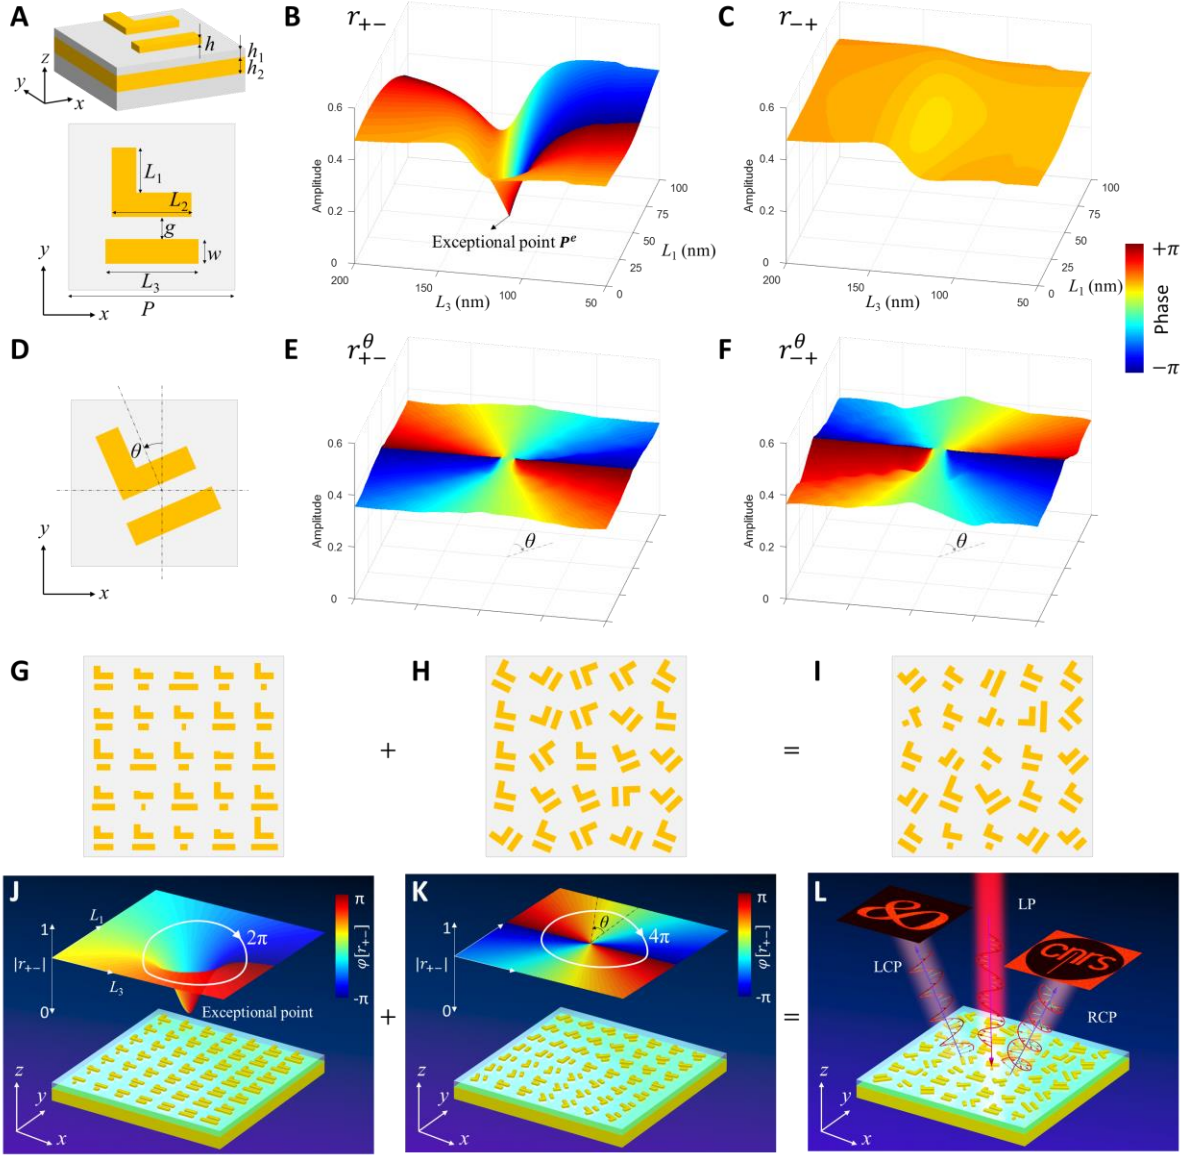 A
h
h₁
h₂
z
y
x
L₁
L₂
g
w
L₃
P
y
x
B
r₊₋
0.6
0.4
0.2
0
Amplitude
Exceptional point Pᵉ
200
150
100
50
L₃ (nm)
0
25
50
75
100
L₁ (nm)
C
r₋₊
0.6
0.4
0.2
0
Amplitude
200
150
100
50
L₃ (nm)
0
25
50
75
100
L₁ (nm)
+π
Phase
−π
D
θ
y
x
E
r₊₋^θ
0.6
0.4
0.2
0
Amplitude
θ
F
r₋₊^θ
0.6
0.4
0.2
0
Amplitude
θ
G
+
H
=
I
J
L₁
1
|r₊₋|
0
L₃
2π
Exceptional point
π
φ[r₊₋]
-π
z
y
x
+
K
1
|r₊₋|
0
θ
4π
π
φ[r₊₋]
-π
z
y
x
=
L
LP
80
LCP
cnrs
RCP
z
y
x